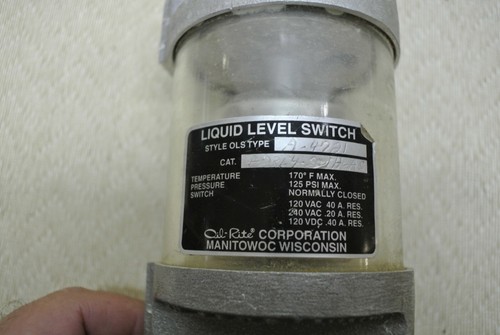 LIQUID LEVEL SWITCH
STYLE OLS TYPE
CAT.
TEMPERATURE 170° F MAX.
PRESSURE 125 PSI MAX.
SWITCH NORMALLY CLOSED
120 VAC .40 A. RES.
240 VAC .20 A. RES.
120 VDC .40 A. RES.
Oil-Rite CORPORATION
MANITOWOC WISCONSIN